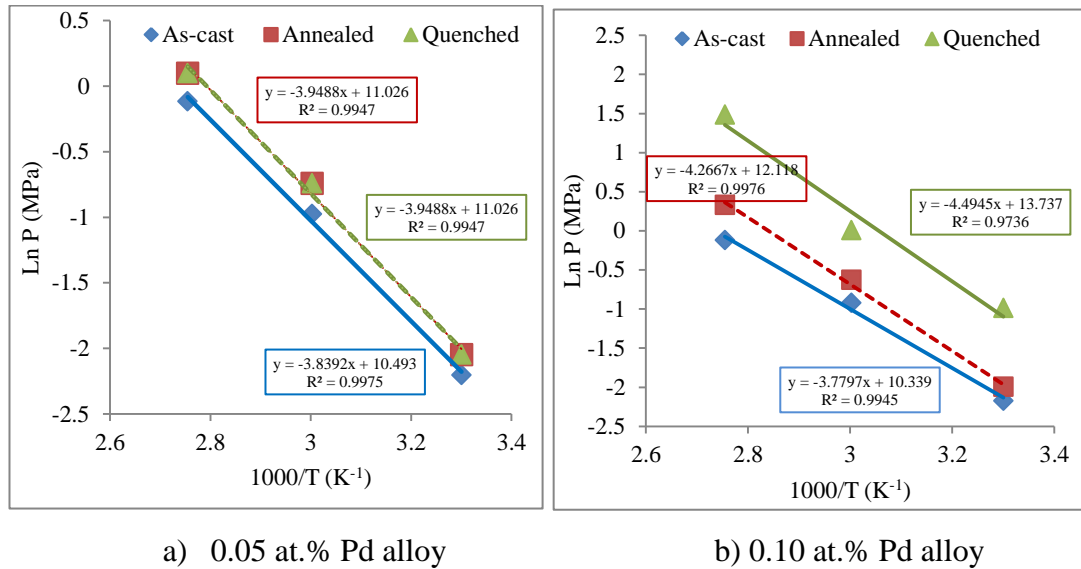 As-cast Annealed Quenched
0.5
0
-0.5
-1
-1.5
-2
-2.5
Ln P (MPa)
y = -3.9488x + 11.026
R² = 0.9947
y = -3.9488x + 11.026
R² = 0.9947
y = -3.8392x + 10.493
R² = 0.9975
2.6 2.8 3 3.2 3.4
1000/T (K⁻¹)
a) 0.05 at.% Pd alloy
As-cast Annealed Quenched
2.5
2
1.5
1
0.5
0
-0.5
-1
-1.5
-2
-2.5
Ln P (MPa)
y = -4.2667x + 12.118
R² = 0.9976
y = -4.4945x + 13.737
R² = 0.9736
y = -3.7797x + 10.339
R² = 0.9945
2.6 2.8 3 3.2 3.4
1000/T (K⁻¹)
b) 0.10 at.% Pd alloy